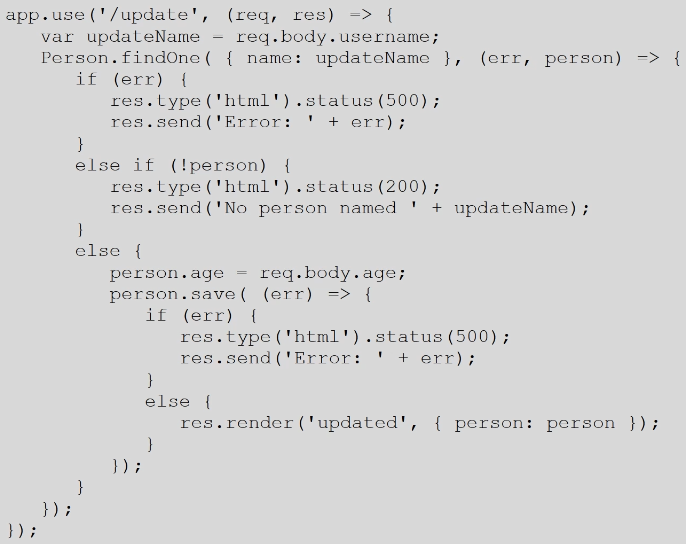 app.use('/update', (req, res) => {
var updateName = req.body.username;
Person.findOne( { name: updateName }, (err, person) => {
if (err) {
res.type('html').status(500);
res.send('Error: ' + err);
}
else if (!person) {
res.type('html').status(200);
res.send('No person named ' + updateName);
}
else {
person.age = req.body.age;
person.save( (err) => {
if (err) {
res.type('html').status(500);
res.send('Error: ' + err);
}
else {
res.render('updated', { person: person });
}
});
}
});
});